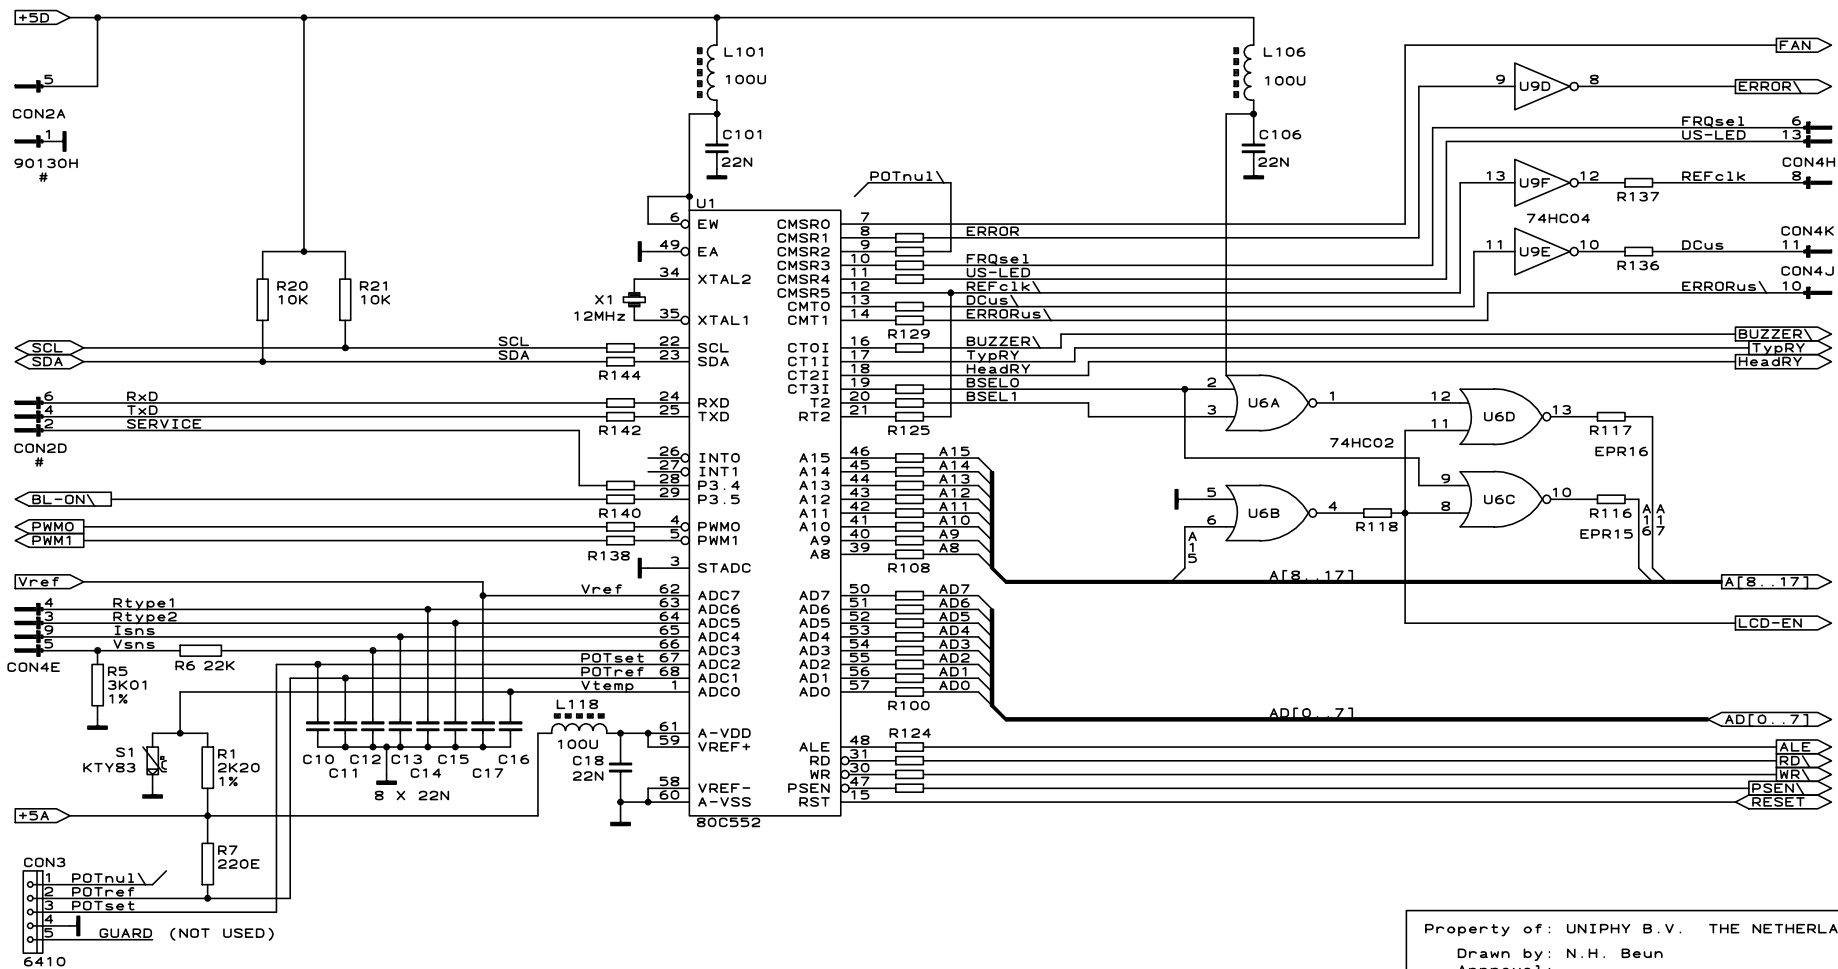 +5D
5
CON2A
1
90130H
#
L101
100U
C101
22N
L106
100U
C106
22N
FAN
9 U9D 8
ERROR\
FRQsel 6
US-LED 13
CON4H
13 U9F 12
R137
REFclk 8
74HC04
CON4K
11 U9E 10
R136
DCus 11
CON4J
ERRORus\ 10
POTnul\
U1
6 EW
49 EA
34 XTAL2
X1
12MHz
35 XTAL1
22 SCL
23 SDA
R144
24 RXD
25 TXD
R142
26 INT0
27 INT1
28 P3.4
29 P3.5
R140
4 PWM0
5 PWM1
R138
3 STADC
62 ADC7
63 ADC6
64 ADC5
65 ADC4
66 ADC3
67 ADC2
68 ADC1
1 ADC0
61 A-VDD
59 VREF+
58 VREF-
60 A-VSS
80C552
CMSR0 7
CMSR1 8 ERROR
CMSR2 9
CMSR3 10 FRQsel
CMSR4 11 US-LED
CMSR5 12 REFclk\
CMT0 13 DCus\
CMT1 14 ERRORus\
R129
CT0I 16 BUZZER\
CT1I 17 TypRY
CT2I 18 HeadRY
CT3I 19 BSEL0
T2 20 BSEL1
RT2 21
R125
A15 46 A15
A14 45 A14
A13 44 A13
A12 43 A12
A11 42 A11
A10 41 A10
A9 40 A9
A8 39 A8
R108
AD7 50 AD7
AD6 51 AD6
AD5 52 AD5
AD4 53 AD4
AD3 54 AD3
AD2 55 AD2
AD1 56 AD1
AD0 57 AD0
R100
R124
ALE 48
RD 31
WR 30
PSEN 47
RST 15
R20
10K
R21
10K
SCL
SDA
SCL
SDA
6 RxD
4 TxD
2 SERVICE
CON2D
#
BL-ON\
PWM0
PWM1
Vref
Vref
4 Rtype1
3 Rtype2
9 Isns
5 Vsns
CON4E
R6 22K
R5
3K01
1%
POTset
POTref
Vtemp
S1
KTY83
R1
2K20
1%
C10
C11
C12
C13
C14
C15
C17
C16
8 X 22N
L118
100U
C18
22N
+5A
R7
220E
CON3
1 POTnul\
2 POTref
3 POTset
4
5 GUARD (NOT USED)
6410
BUZZER\
TypRY
HeadRY
2
3
U6A
1
74HC02
12
11
U6D
13
R117
EPR16
5
6
U6B
4
R118
9
8
U6C
10
R116
EPR15
A15
A16
A17
A[8..17]
A[8..17]
LCD-EN
AD[0..7]
AD[0..7]
ALE
RD\
WR\
PSEN\
RESET
Property of: UNIPHY B.V. THE NETHERLA
Drawn by: N.H. Beun